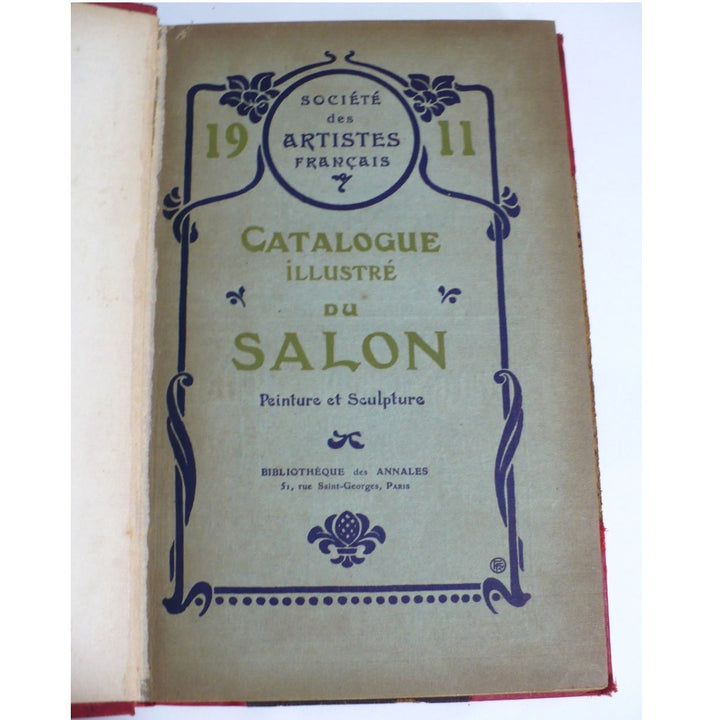 19 11
SOCIÉTÉ
des
ARTISTES
FRANÇAIS
CATALOGUE
ILLUSTRÉ
DU
SALON
Peinture et Sculpture
BIBLIOTHÈQUE des ANNALES
51, rue Saint-Georges, PARIS